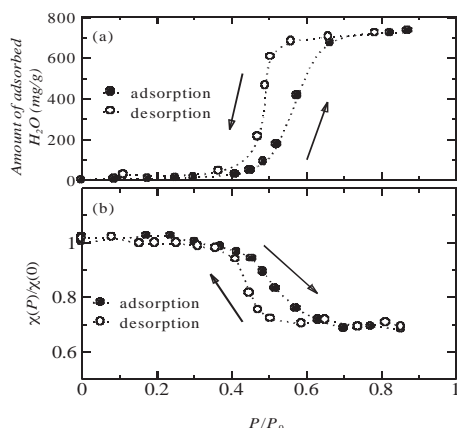 800
(a)
600
400
200
0
Amount of adsorbed
H₂O (mg/g)
adsorption
desorption
(b)
1
0.8
0.6
χ(P)/χ(0)
adsorption
desorption
0 0.2 0.4 0.6 0.8 1
P/P₀